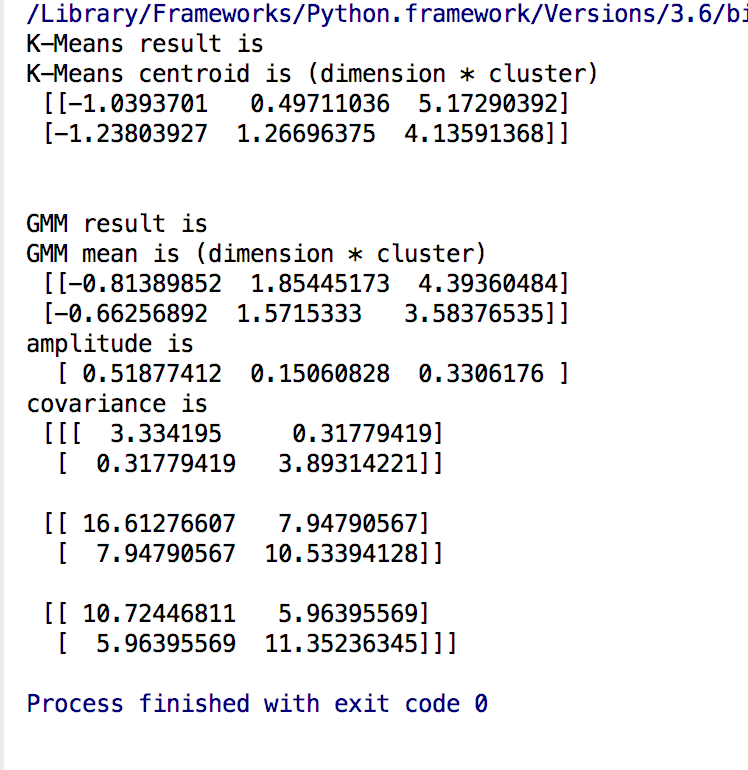 /Library/Frameworks/Python.framework/Versions/3.6/bi
K-Means result is
K-Means centroid is (dimension * cluster)
[[-1.0393701 0.49711036 5.17290392]
[-1.23803927 1.26696375 4.13591368]]
GMM result is
GMM mean is (dimension * cluster)
[[-0.81389852 1.85445173 4.39360484]
[-0.66256892 1.5715333 3.58376535]]
amplitude is
[ 0.51877412 0.15060828 0.3306176 ]
covariance is
[[[ 3.334195 0.31779419]
[ 0.31779419 3.89314221]]
[[ 16.61276607 7.94790567]
[ 7.94790567 10.53394128]]
[[ 10.72446811 5.96395569]
[ 5.96395569 11.35236345]]]
Process finished with exit code 0